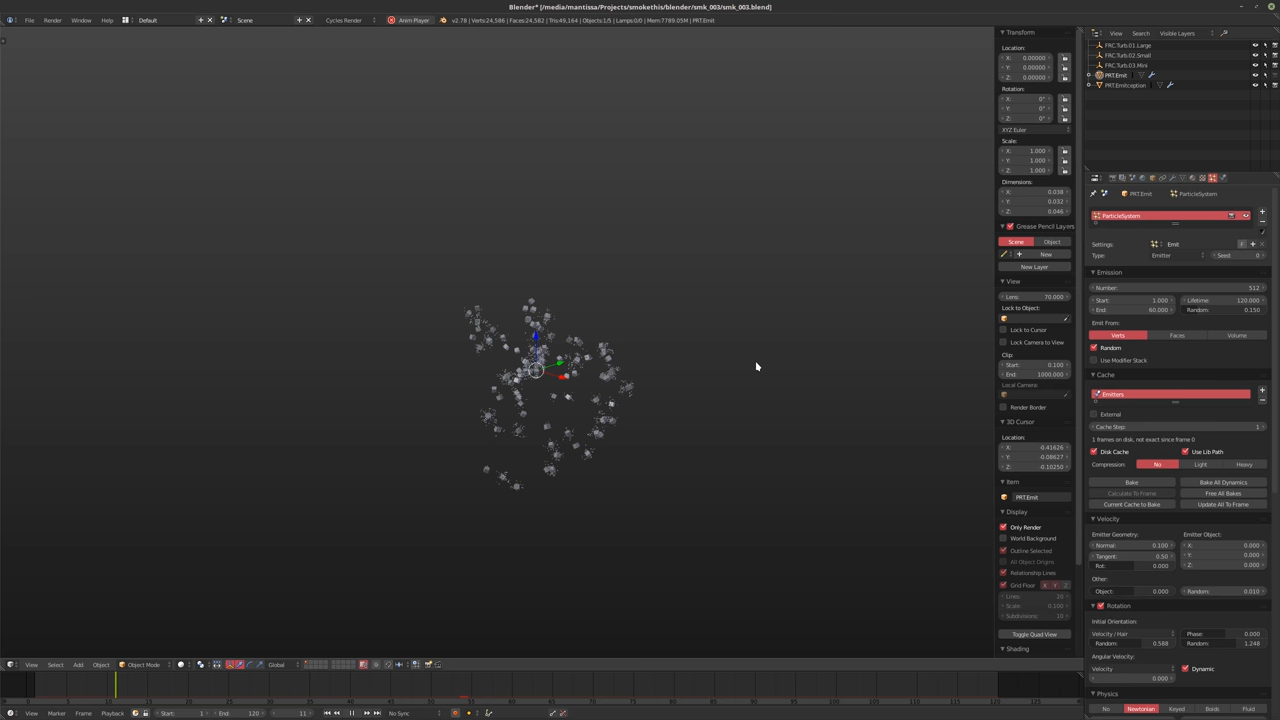 Blender* [/media/mantissa/Projects/smokethis/blender/smk_003/smk_003.blend]
File Render Window Help Default Scene Cycles Render Anim Player v2.78 | Verts:24,586 | Faces:24,582 | Tris:49,164 | Objects:1/5 | Lamps:0/0 | Mem:7789.05M | PRT.Emit
Transform
Location:
X: 0.00000
Y: 0.00000
Z: 0.00000
Rotation:
X: 0°
Y: 0°
Z: 0°
XYZ Euler
Scale:
X: 1.000
Y: 1.000
Z: 1.000
Dimensions:
X: 0.038
Y: 0.032
Z: 0.046
Grease Pencil Layers
Scene Object
New
New Layer
View
Lens: 70.000
Lock to Object:
Lock to Cursor
Lock Camera to View
Clip:
Start: 0.100
End: 1000.000
Local Camera:
Render Border
3D Cursor
Location:
X: -0.41626
Y: -0.08627
Z: -0.10250
Item
PRT.Emit
Display
Only Render
World Background
Outline Selected
All Object Origins
Relationship Lines
Grid Floor X Y Z
Lines: 20
Scale: 0.100
Subdivisions: 10
Toggle Quad View
Shading
View Search Visible Layers
FRC.Turb.01.Large
FRC.Turb.02.Small
FRC.Turb.03.Mini
PRT.Emit
PRT.Emitception
PRT.Emit ParticleSystem
ParticleSystem
Settings: Emit F
Type: Emitter Seed: 0
Emission
Number: 512
Start: 1.000 Lifetime: 120.000
End: 60.000 Random: 0.150
Emit From:
Verts Faces Volume
Random
Use Modifier Stack
Cache
Emitters
External
Cache Step: 1
1 frames on disk, not exact since frame 0
Disk Cache Use Lib Path
Compression: No Light Heavy
Bake Bake All Dynamics
Calculate To Frame Free All Bakes
Current Cache to Bake Update All To Frame
Velocity
Emitter Geometry: Emitter Object:
Normal: 0.100 X: 0.000
Tangent: 0.50 Y: 0.000
Rot: 0.000 Z: 0.000
Other:
Object: 0.000 Random: 0.010
Rotation
Initial Orientation:
Velocity / Hair Phase: 0.000
Random: 0.588 Random: 1.248
Angular Velocity:
Velocity Dynamic
0.000
Physics
No Newtonian Keyed Boids Fluid
View Select Add Object Object Mode Global
View Marker Frame Playback Start: 1 End: 120 11 No Sync